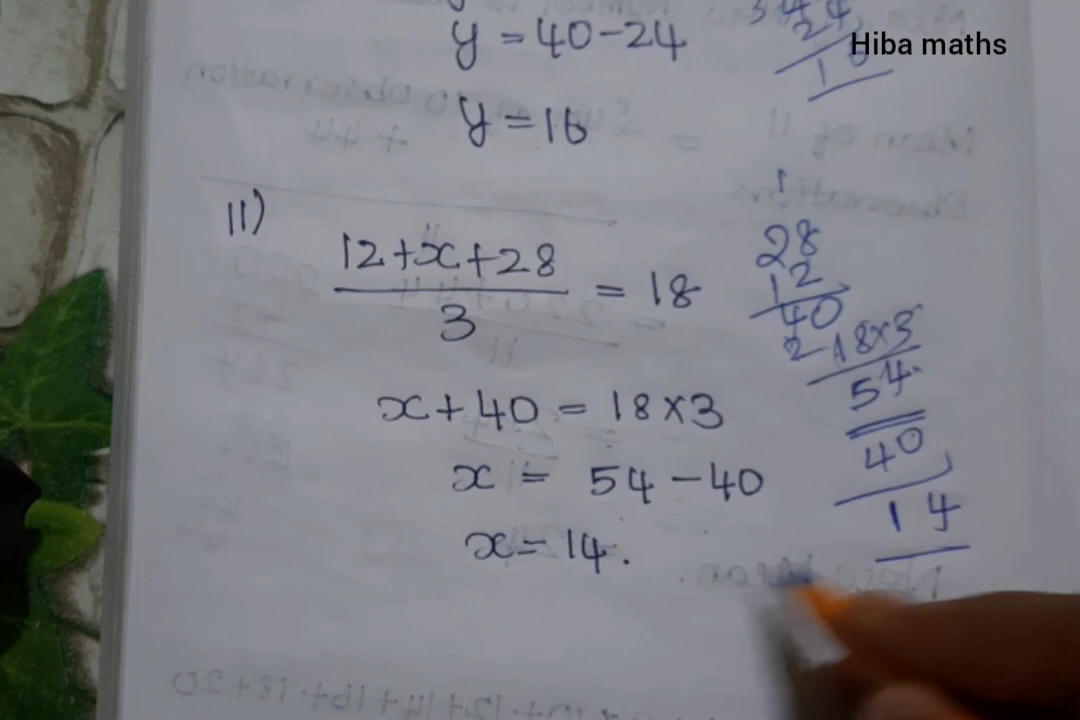 y = 40-24
Hiba maths
y = 16
11)
12+x+28
3
= 18
x+40 = 18×3
x = 54-40
x = 14.
28
12
40
2 18×3
54
40
14